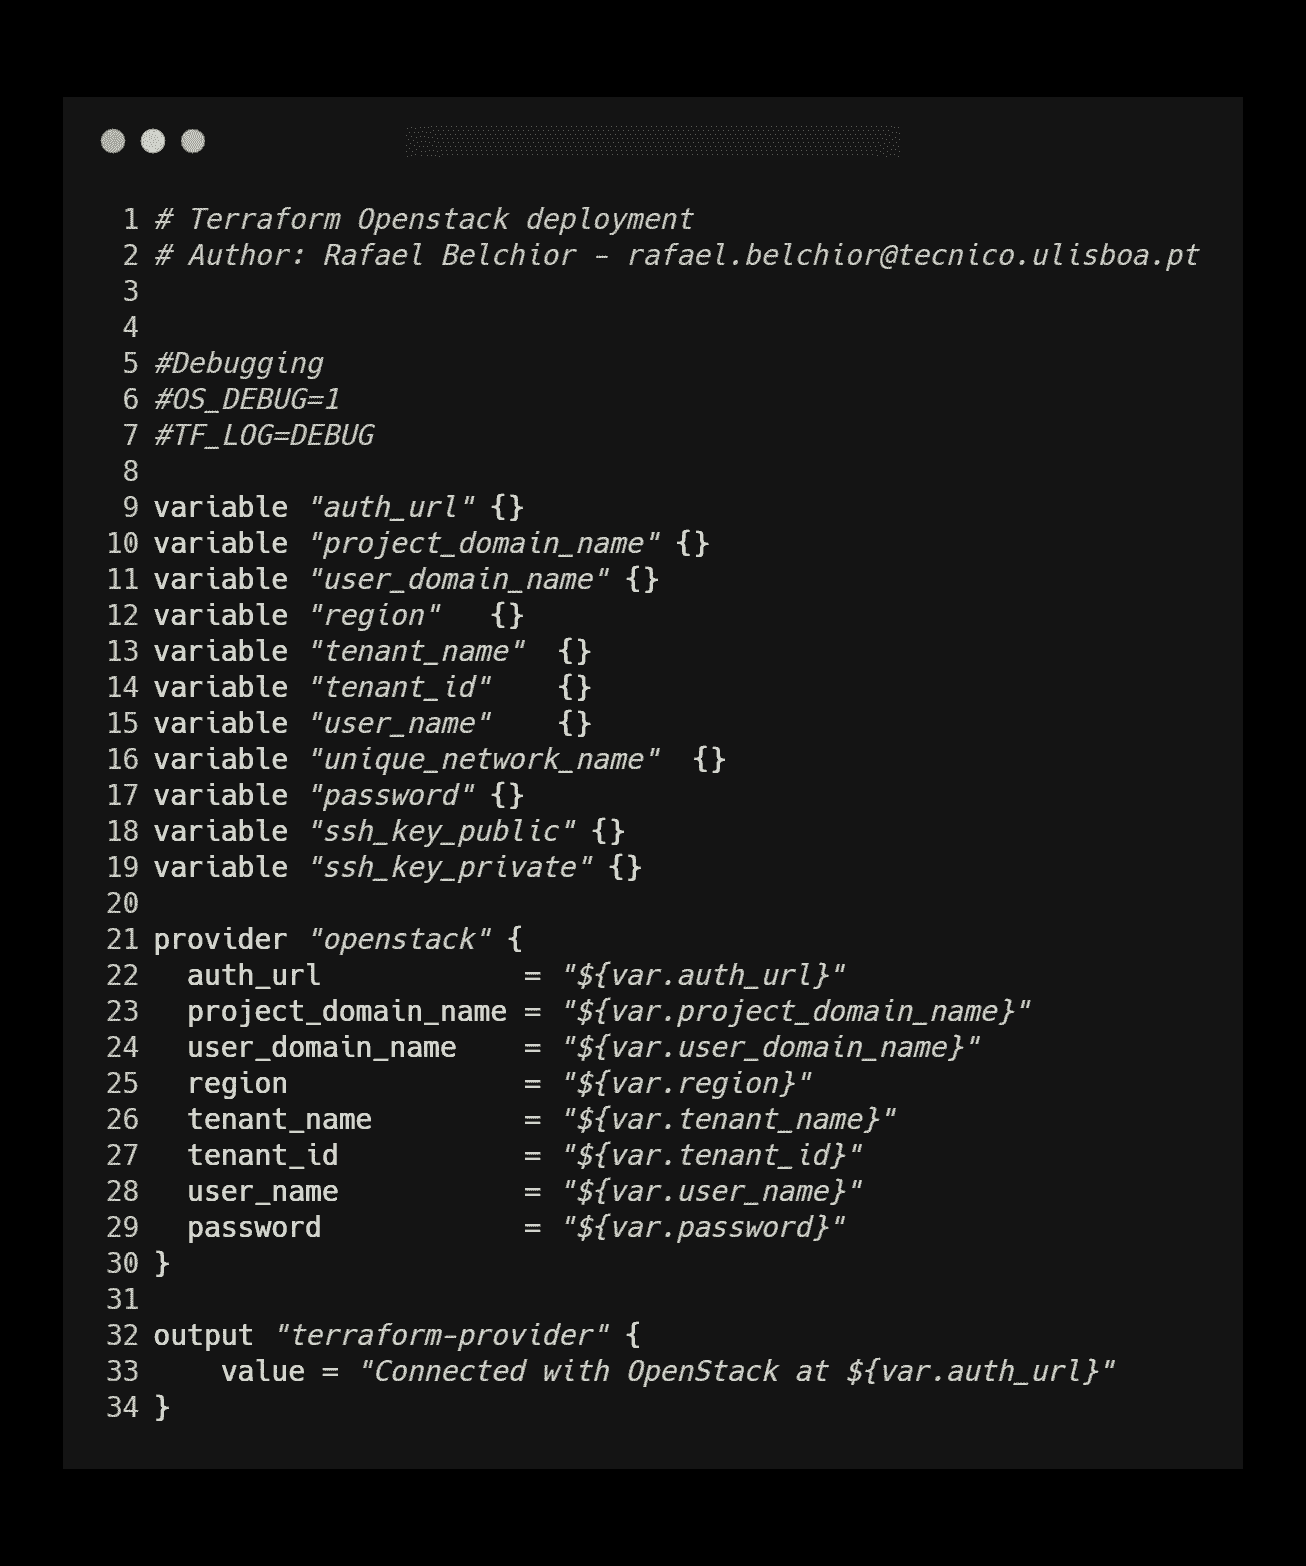 1 # Terraform Openstack deployment
2 # Author: Rafael Belchior - rafael.belchior@tecnico.ulisboa.pt
3
4
5 #Debugging
6 #OS_DEBUG=1
7 #TF_LOG=DEBUG
8
9 variable "auth_url" {}
10 variable "project_domain_name" {}
11 variable "user_domain_name" {}
12 variable "region"   {}
13 variable "tenant_name"  {}
14 variable "tenant_id"    {}
15 variable "user_name"    {}
16 variable "unique_network_name"  {}
17 variable "password" {}
18 variable "ssh_key_public" {}
19 variable "ssh_key_private" {}
20
21 provider "openstack" {
22   auth_url            = "${var.auth_url}"
23   project_domain_name = "${var.project_domain_name}"
24   user_domain_name    = "${var.user_domain_name}"
25   region              = "${var.region}"
26   tenant_name         = "${var.tenant_name}"
27   tenant_id           = "${var.tenant_id}"
28   user_name           = "${var.user_name}"
29   password            = "${var.password}"
30 }
31
32 output "terraform-provider" {
33     value = "Connected with OpenStack at ${var.auth_url}"
34 }